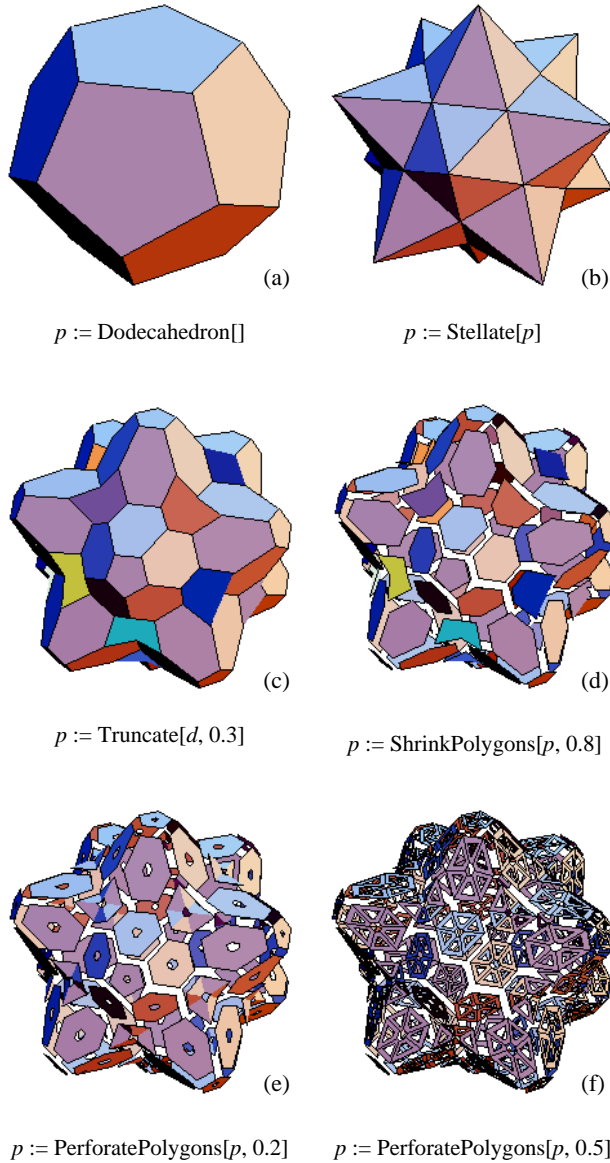 (a) (b)
p := Dodecahedron[] p := Stellate[p]
(c) (d)
p := Truncate[d, 0.3] p := ShrinkPolygons[p, 0.8]
(e) (f)
p := PerforatePolygons[p, 0.2] p := PerforatePolygons[p, 0.5]